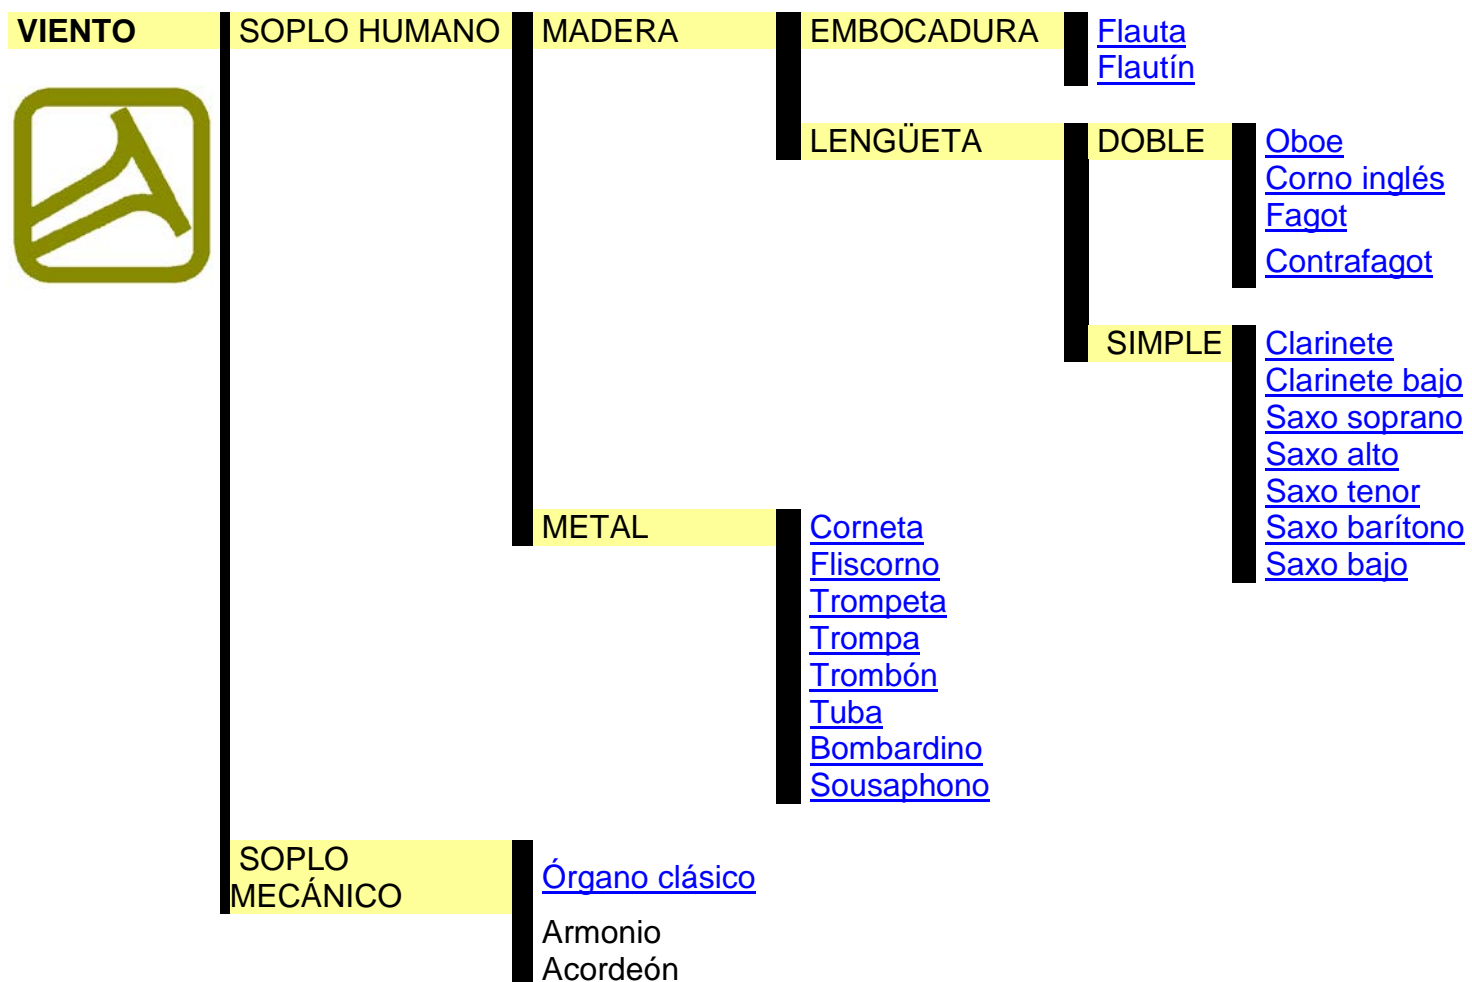 VIENTO SOPLO HUMANO MADERA EMBOCADURA Flauta
Flautín
LENGÜETA DOBLE Oboe
Corno inglés
Fagot
Contrafagot
SIMPLE Clarinete
Clarinete bajo
Saxo soprano
Saxo alto
Saxo tenor
METAL Corneta Saxo barítono
Fliscorno Saxo bajo
Trompeta
Trompa
Trombón
Tuba
Bombardino
Sousaphono
SOPLO
MECÁNICO Órgano clásico
Armonio
Acordeón